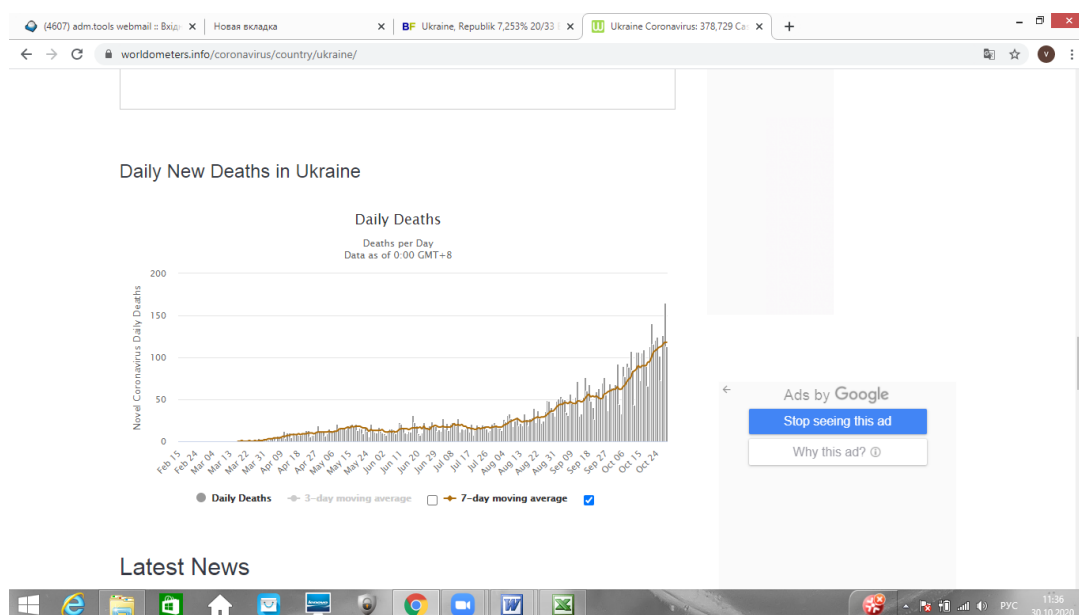 (4607) adm.tools webmail :: Вхід
Новая вкладка
BF Ukraine, Republik 7,253% 20/33
Ukraine Coronavirus: 378,729 Cas
worldometers.info/coronavirus/country/ukraine/
v
Daily New Deaths in Ukraine
Daily Deaths
Deaths per Day
Data as of 0:00 GMT+8
Novel Coronavirus Daily Deaths
200
150
100
50
0
Feb 15
Feb 24
Mar 04
Mar 13
Mar 22
Mar 31
Apr 09
Apr 18
Apr 27
May 06
May 15
May 24
Jun 02
Jun 11
Jun 20
Jun 29
Jul 08
Jul 17
Jul 26
Aug 04
Aug 13
Aug 22
Aug 31
Sep 09
Sep 18
Sep 27
Oct 06
Oct 15
Oct 24
Daily Deaths
3-day moving average
7-day moving average
Ads by Google
Stop seeing this ad
Why this ad?
Latest News
РУС
11:36
30.10.2020